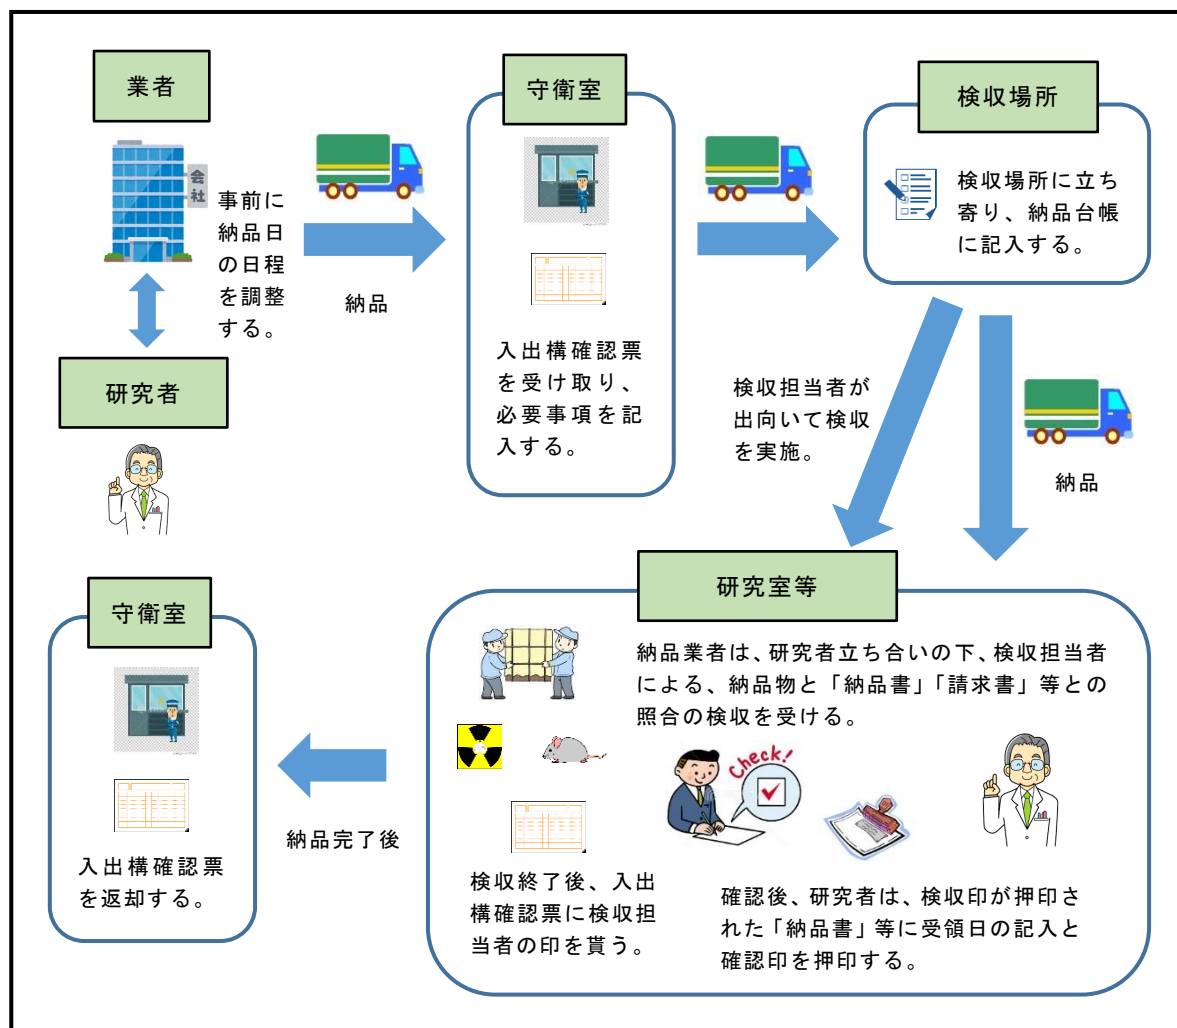 業者
会社
事前に
納品日
の日程
を調整
する。
研究者
納品
守衛室
入出構確認票
を受け取り、
必要事項を記
入する。
検収場所
検収場所に立ち
寄り、納品台帳
に記入する。
検収担当者が
出向いて検収
を実施。
納品
研究室等
納品業者は、研究者立ち合いの下、検収担当者
による、納品物と「納品書」「請求書」等との
照合の検収を受ける。
Check!
検収終了後、入出
構確認票に検収担
当者の印を貰う。
確認後、研究者は、検収印が押印さ
れた「納品書」等に受領日の記入と
確認印を押印する。
納品完了後
守衛室
入出構確認票
を返却する。